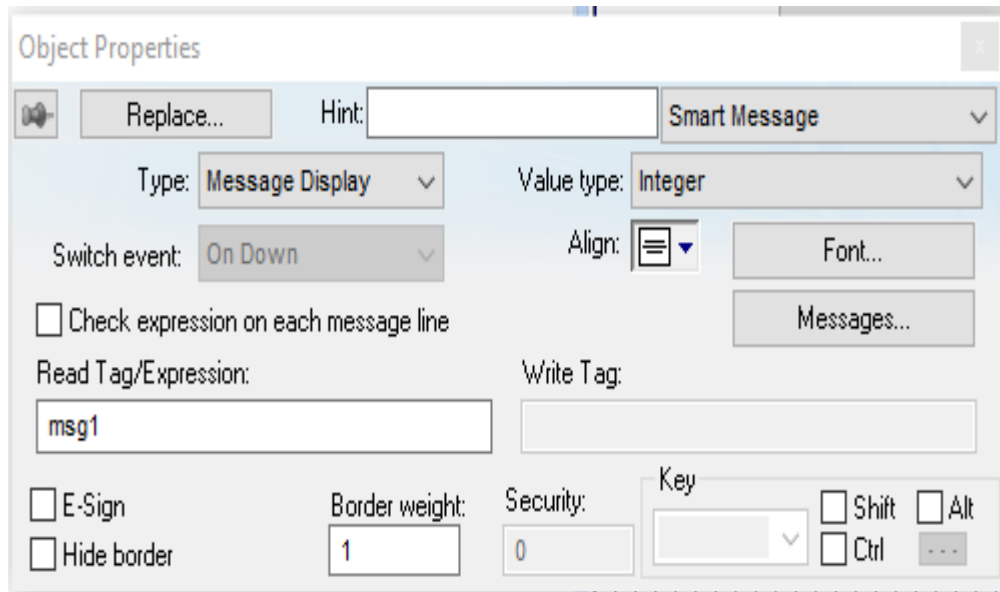 Object Properties
x
Replace... Hint: Smart Message
Type: Message Display Value type: Integer
Switch event: On Down Align: Font...
Check expression on each message line Messages...
Read Tag/Expression: Write Tag:
msg1
E-Sign Border weight: Security: Key Shift Alt
Hide border 1 0 Ctrl ...